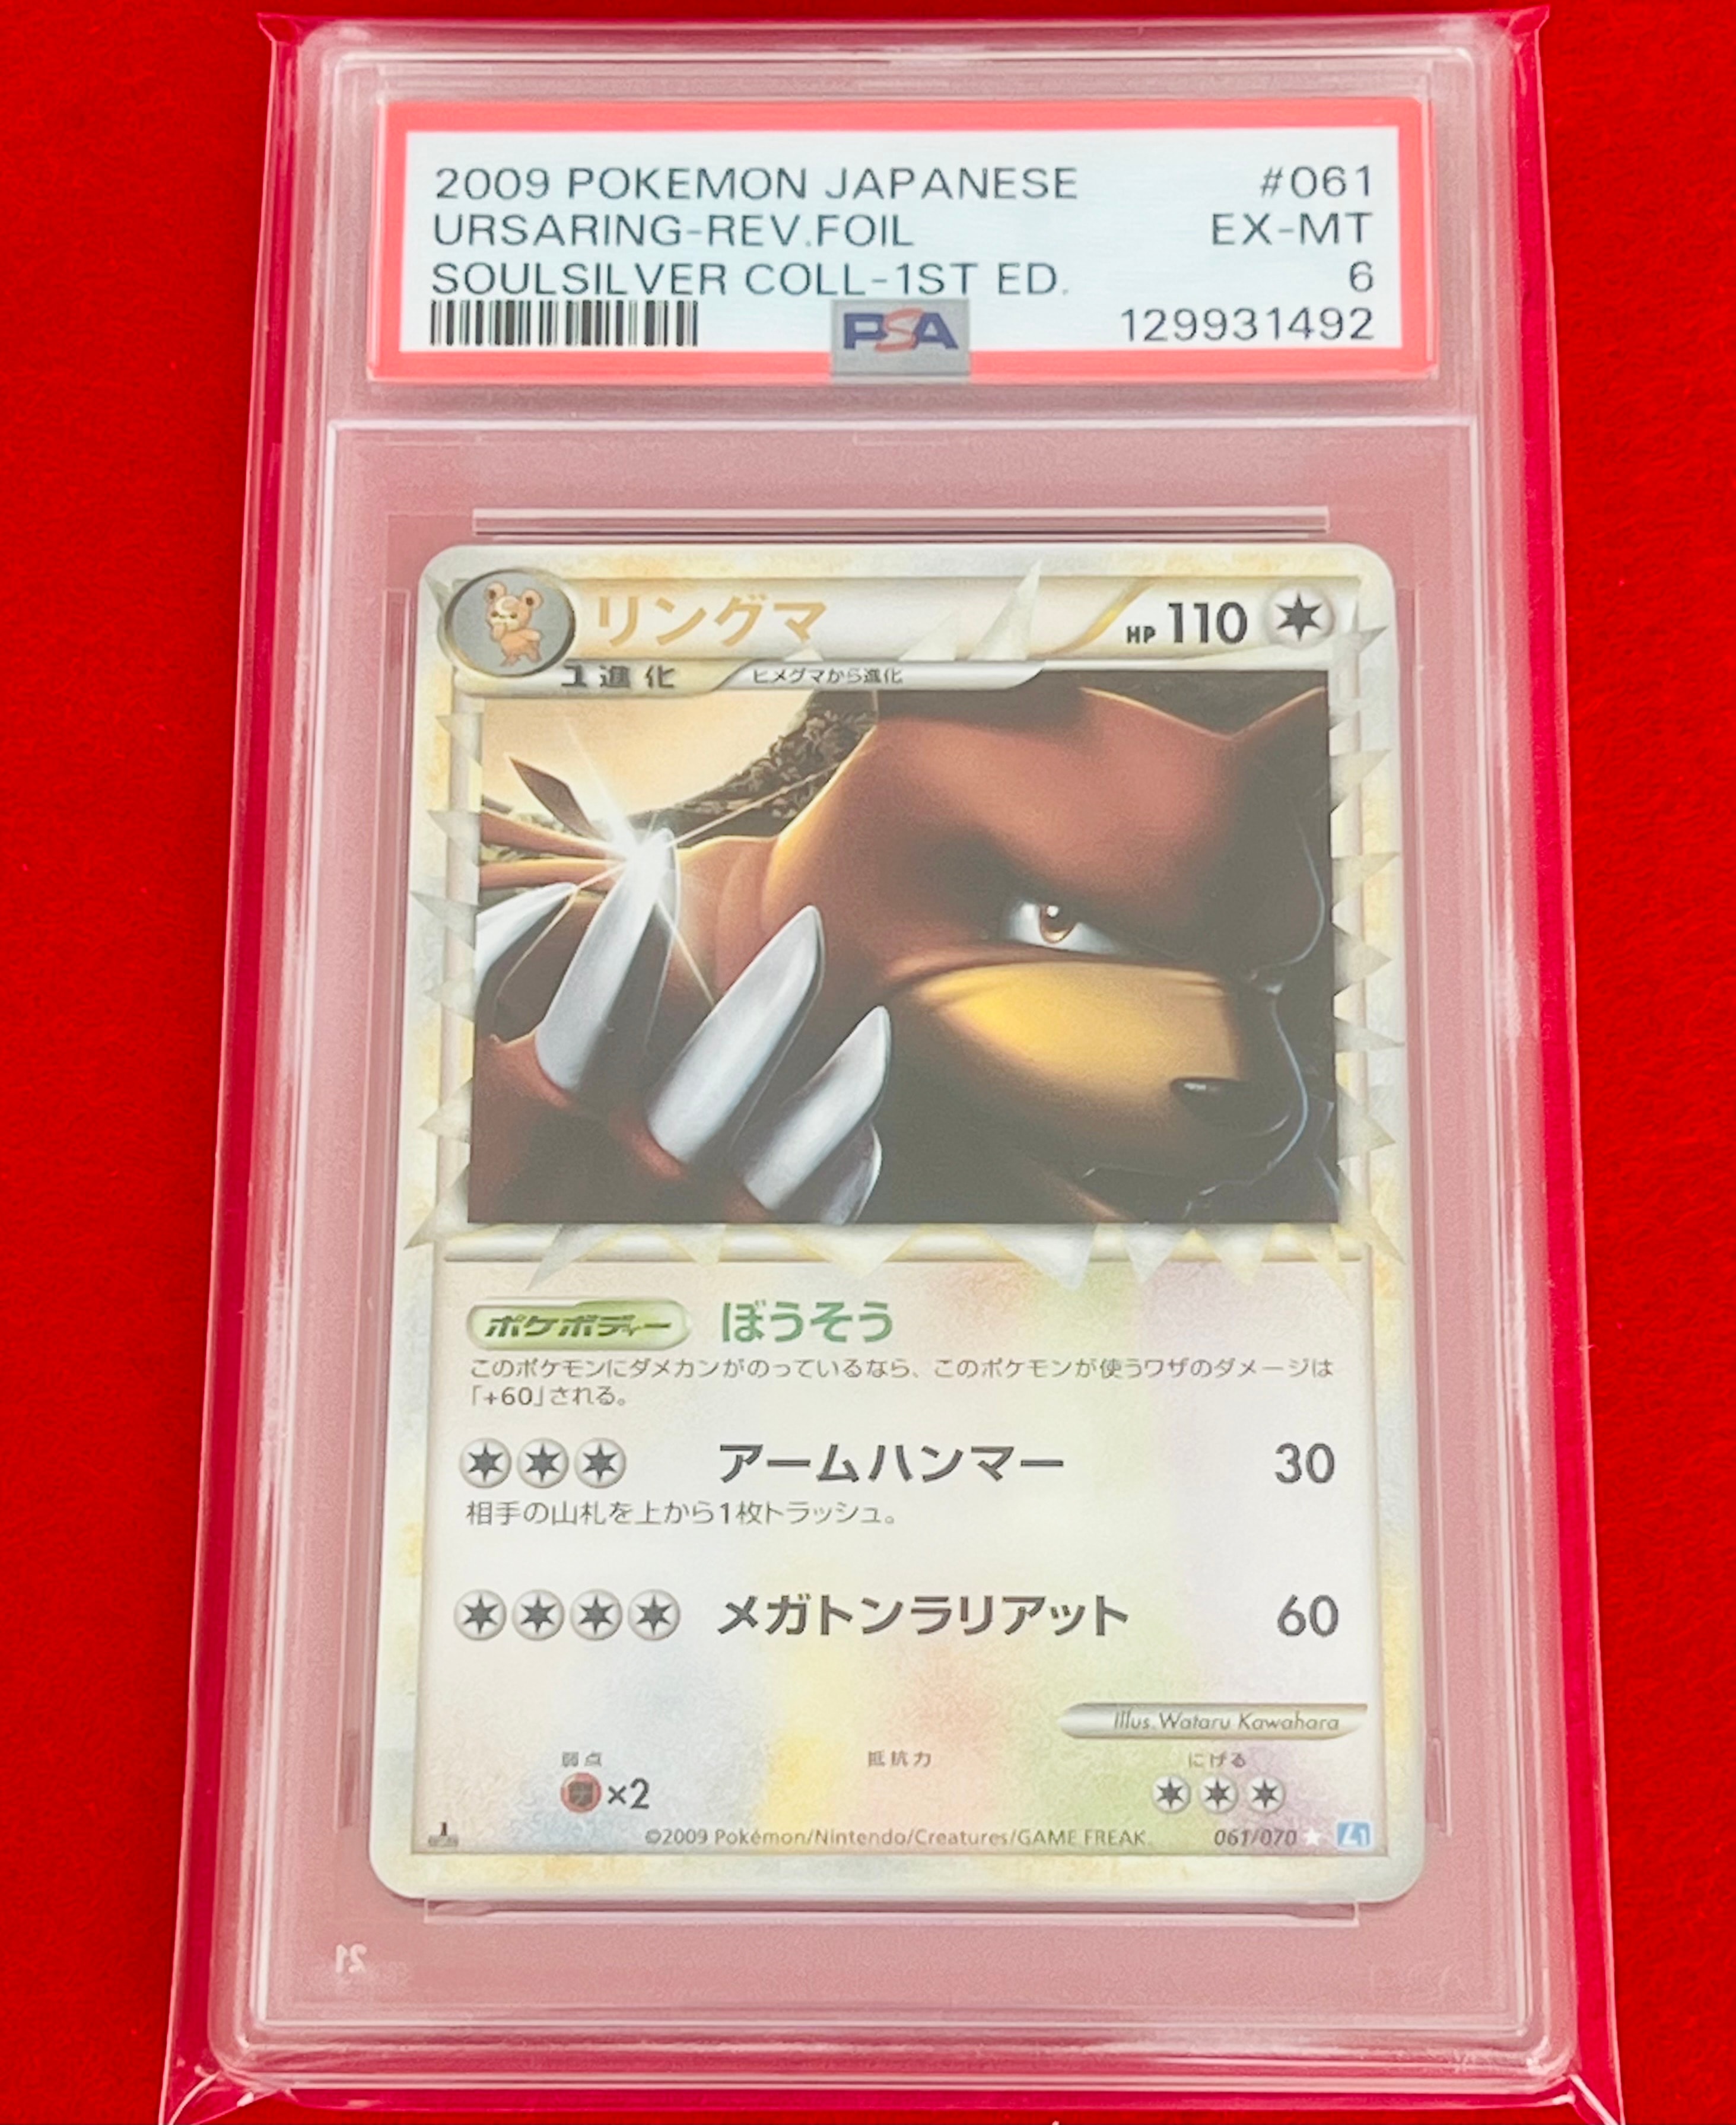 2009 POKEMON JAPANESE #061
URSARING-REV.FOIL EX-MT
SOULSILVER COLL-1ST ED. 6
PSA 129931492
リングマ HP 110
1進化 ヒメグマから進化
ポケボディー ぼうそう
このポケモンにダメカンがのっているなら、このポケモンが使うワザのダメージは
「+60」される。
アームハンマー 30
相手の山札を上から1枚トラッシュ。
メガトンラリアット 60
Illus. Wataru Kawahara
弱点 抵抗力 にげる
×2
1 ©2009 Pokémon/Nintendo/Creatures/GAME FREAK. 061/070 L1
21